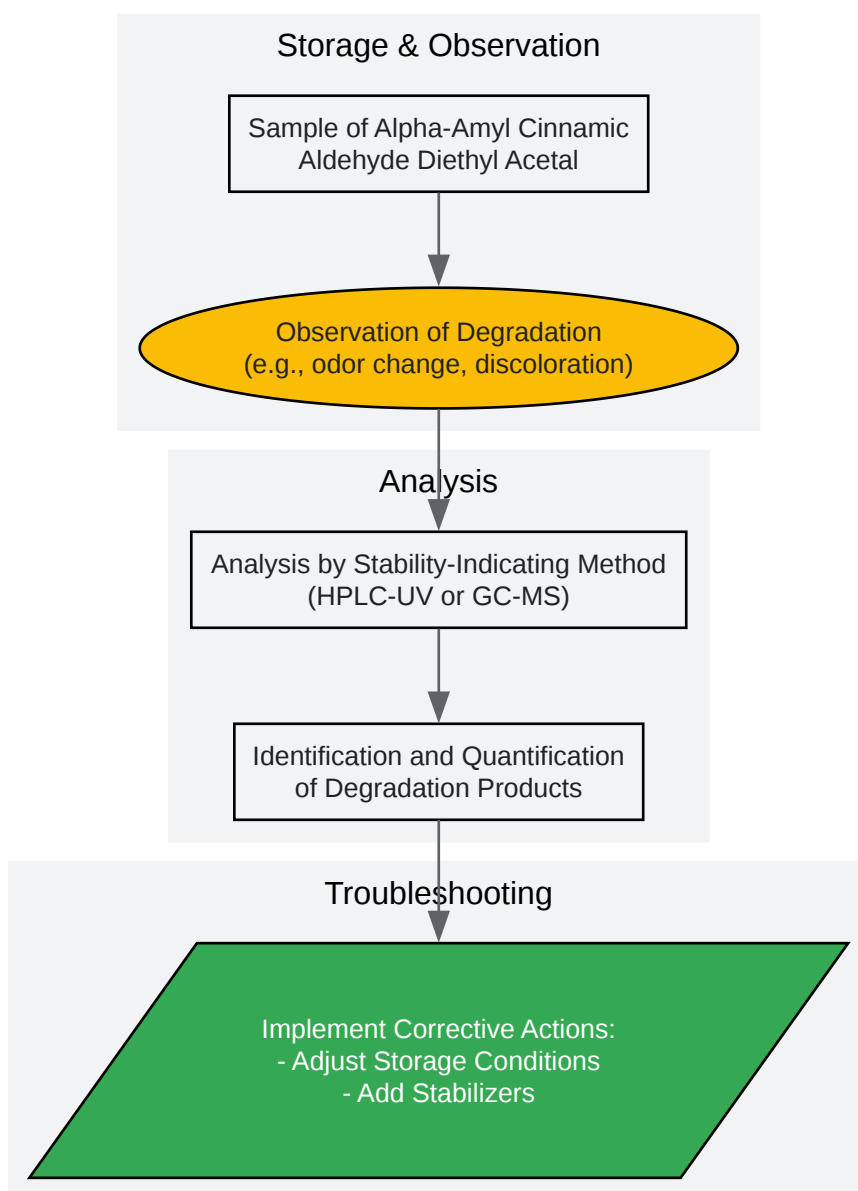 Storage & Observation
Sample of Alpha-Amyl Cinnamic
Aldehyde Diethyl Acetal
Observation of Degradation
(e.g., odor change, discoloration)
Analysis
Analysis by Stability-Indicating Method
(HPLC-UV or GC-MS)
Identification and Quantification
of Degradation Products
Troubleshooting
Implement Corrective Actions:
- Adjust Storage Conditions
- Add Stabilizers